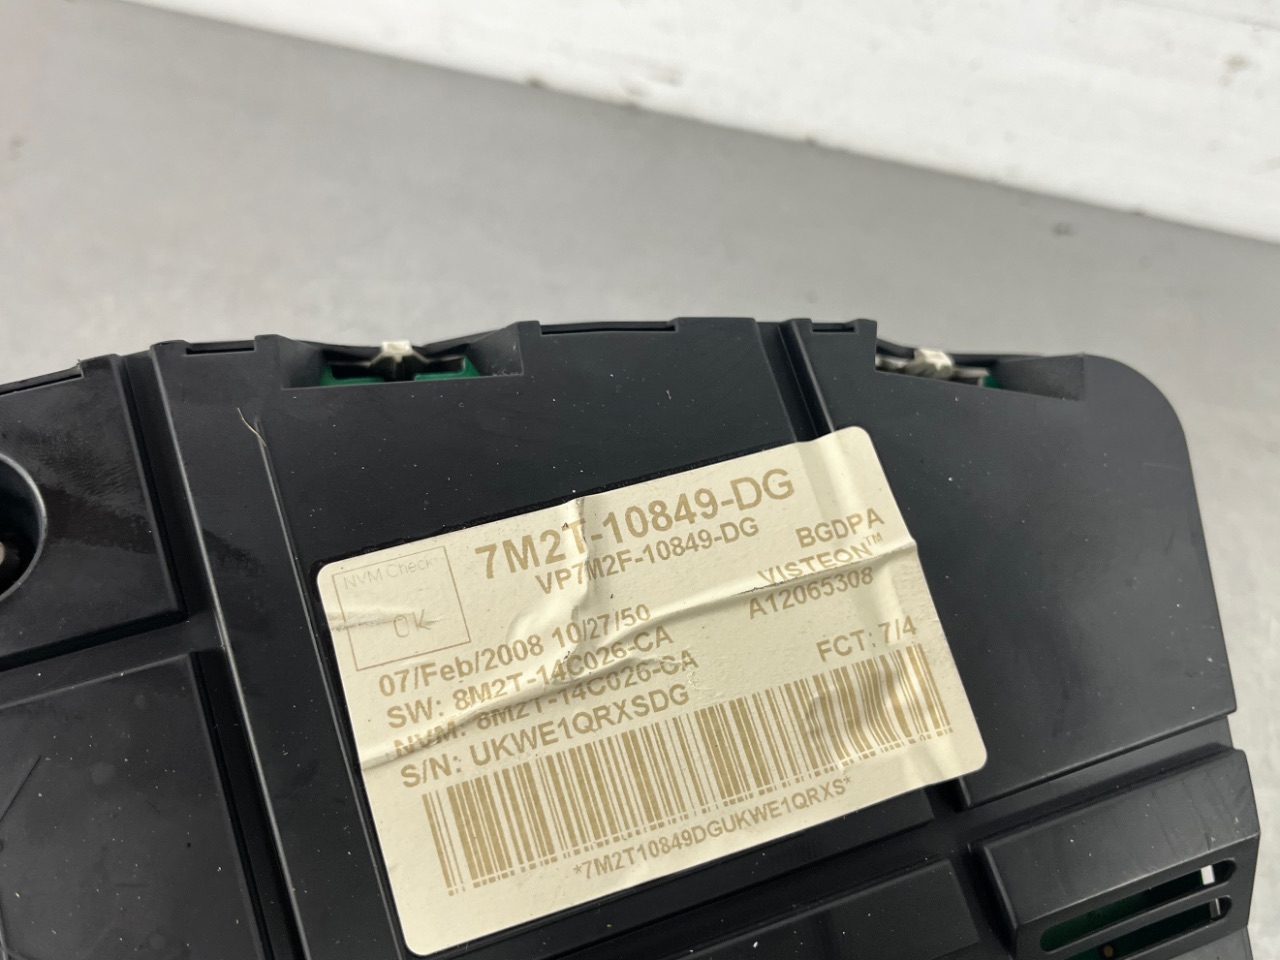 7M2T-10849-DG
VP7M2F-10849-DG
NVM Check
OK
BGDPA
VISTEON™
A12065308
07/Feb/2008 10/27/50
SW: 8M2T-14C026-CA
NVM: 8M2T-14C026-CA
FCT: 7/4
S/N: UKWE1QRXSDG
*7M2T10849DGUKWE1QRXS*